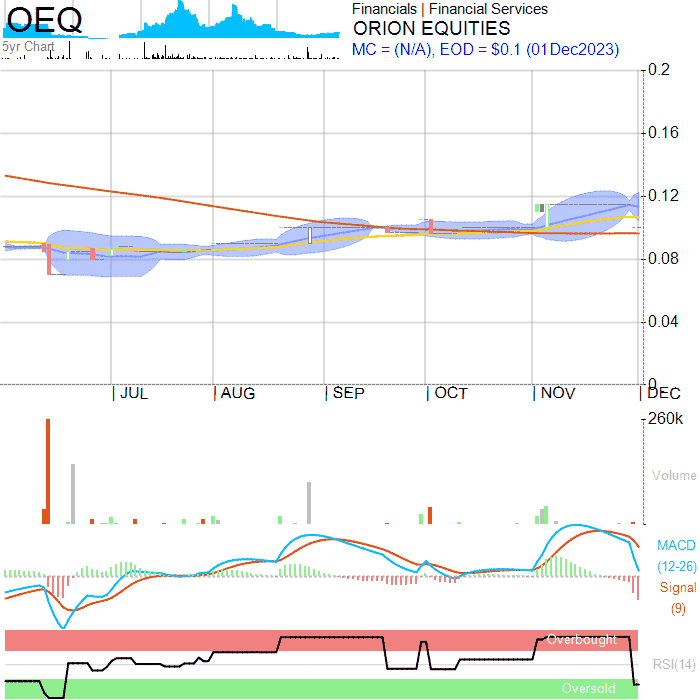 OEQ
5yr Chart
Financials | Financial Services
ORION EQUITIES
MC = (N/A), EOD = $0.1 (01Dec2023)
0.2
0.16
0.12
0.08
0.04
0
JUL AUG SEP OCT NOV DEC
260k
Volume
MACD
(12-26)
Signal
(9)
Overbought
RSI(14)
Oversold